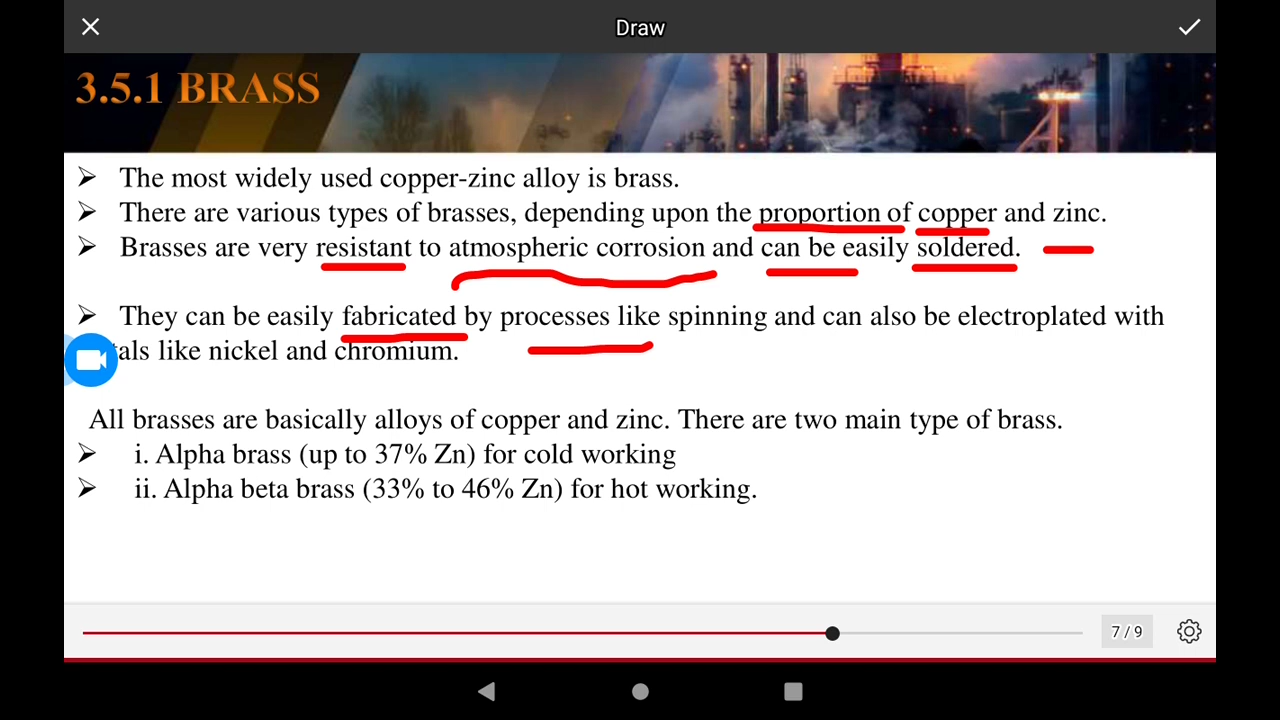 Draw
3.5.1 BRASS
➤ The most widely used copper-zinc alloy is brass.
➤ There are various types of brasses, depending upon the proportion of copper and zinc.
➤ Brasses are very resistant to atmospheric corrosion and can be easily soldered.
➤ They can be easily fabricated by processes like spinning and can also be electroplated with
tals like nickel and chromium.
All brasses are basically alloys of copper and zinc. There are two main type of brass.
➤ i. Alpha brass (up to 37% Zn) for cold working
➤ ii. Alpha beta brass (33% to 46% Zn) for hot working.
7 / 9